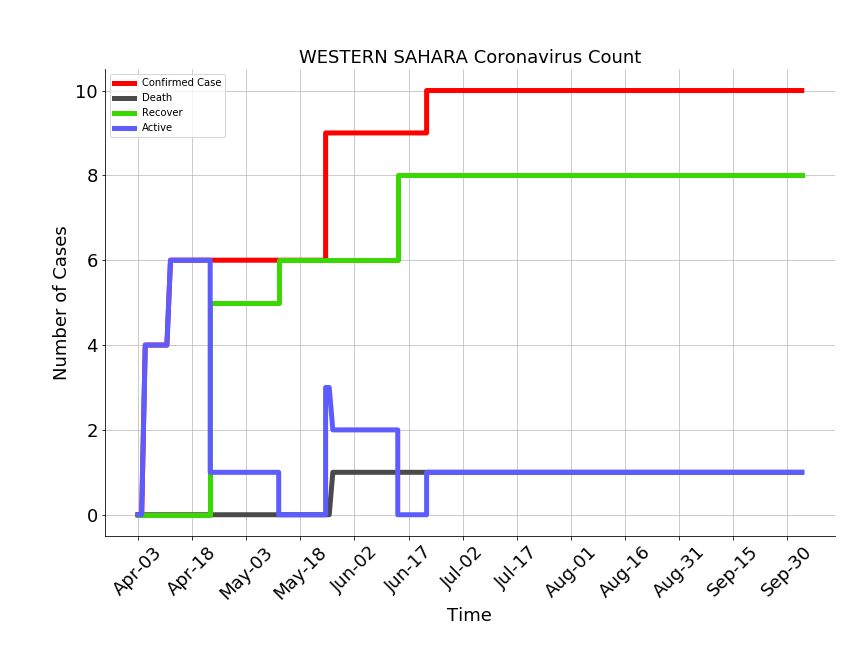 WESTERN SAHARA Coronavirus Count
Confirmed Case
Death
Recover
Active
10
8
6
4
2
0
Number of Cases
Apr-03
Apr-18
May-03
May-18
Jun-02
Jun-17
Jul-02
Jul-17
Aug-01
Aug-16
Aug-31
Sep-15
Sep-30
Time